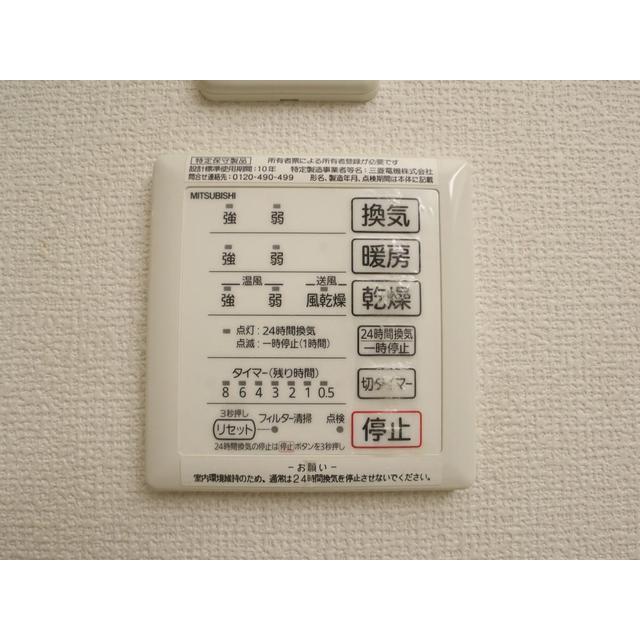 特定保守製品 所有者票による所有者登録が必要です
設計標準使用期間:10年 特定製造事業者等名:三菱電機株式会社
問合せ連絡先:0120-490-499 形名、製造年月、点検期間は本体に記載
MITSUBISHI
強 弱 換気
強 弱 暖房
温風 送風
強 弱 風乾燥 乾燥
点灯:24時間換気
点滅:一時停止(1時間)
24時間換気
一時停止
タイマー(残り時間)
8 6 4 3 2 1 0.5
切タイマー
3秒押し
リセット フィルター清掃 点検
停止
24時間換気の停止は停止ボタンを3秒押し
-お願い-
室内環境維持のため、通常は24時間換気を停止させないでください。